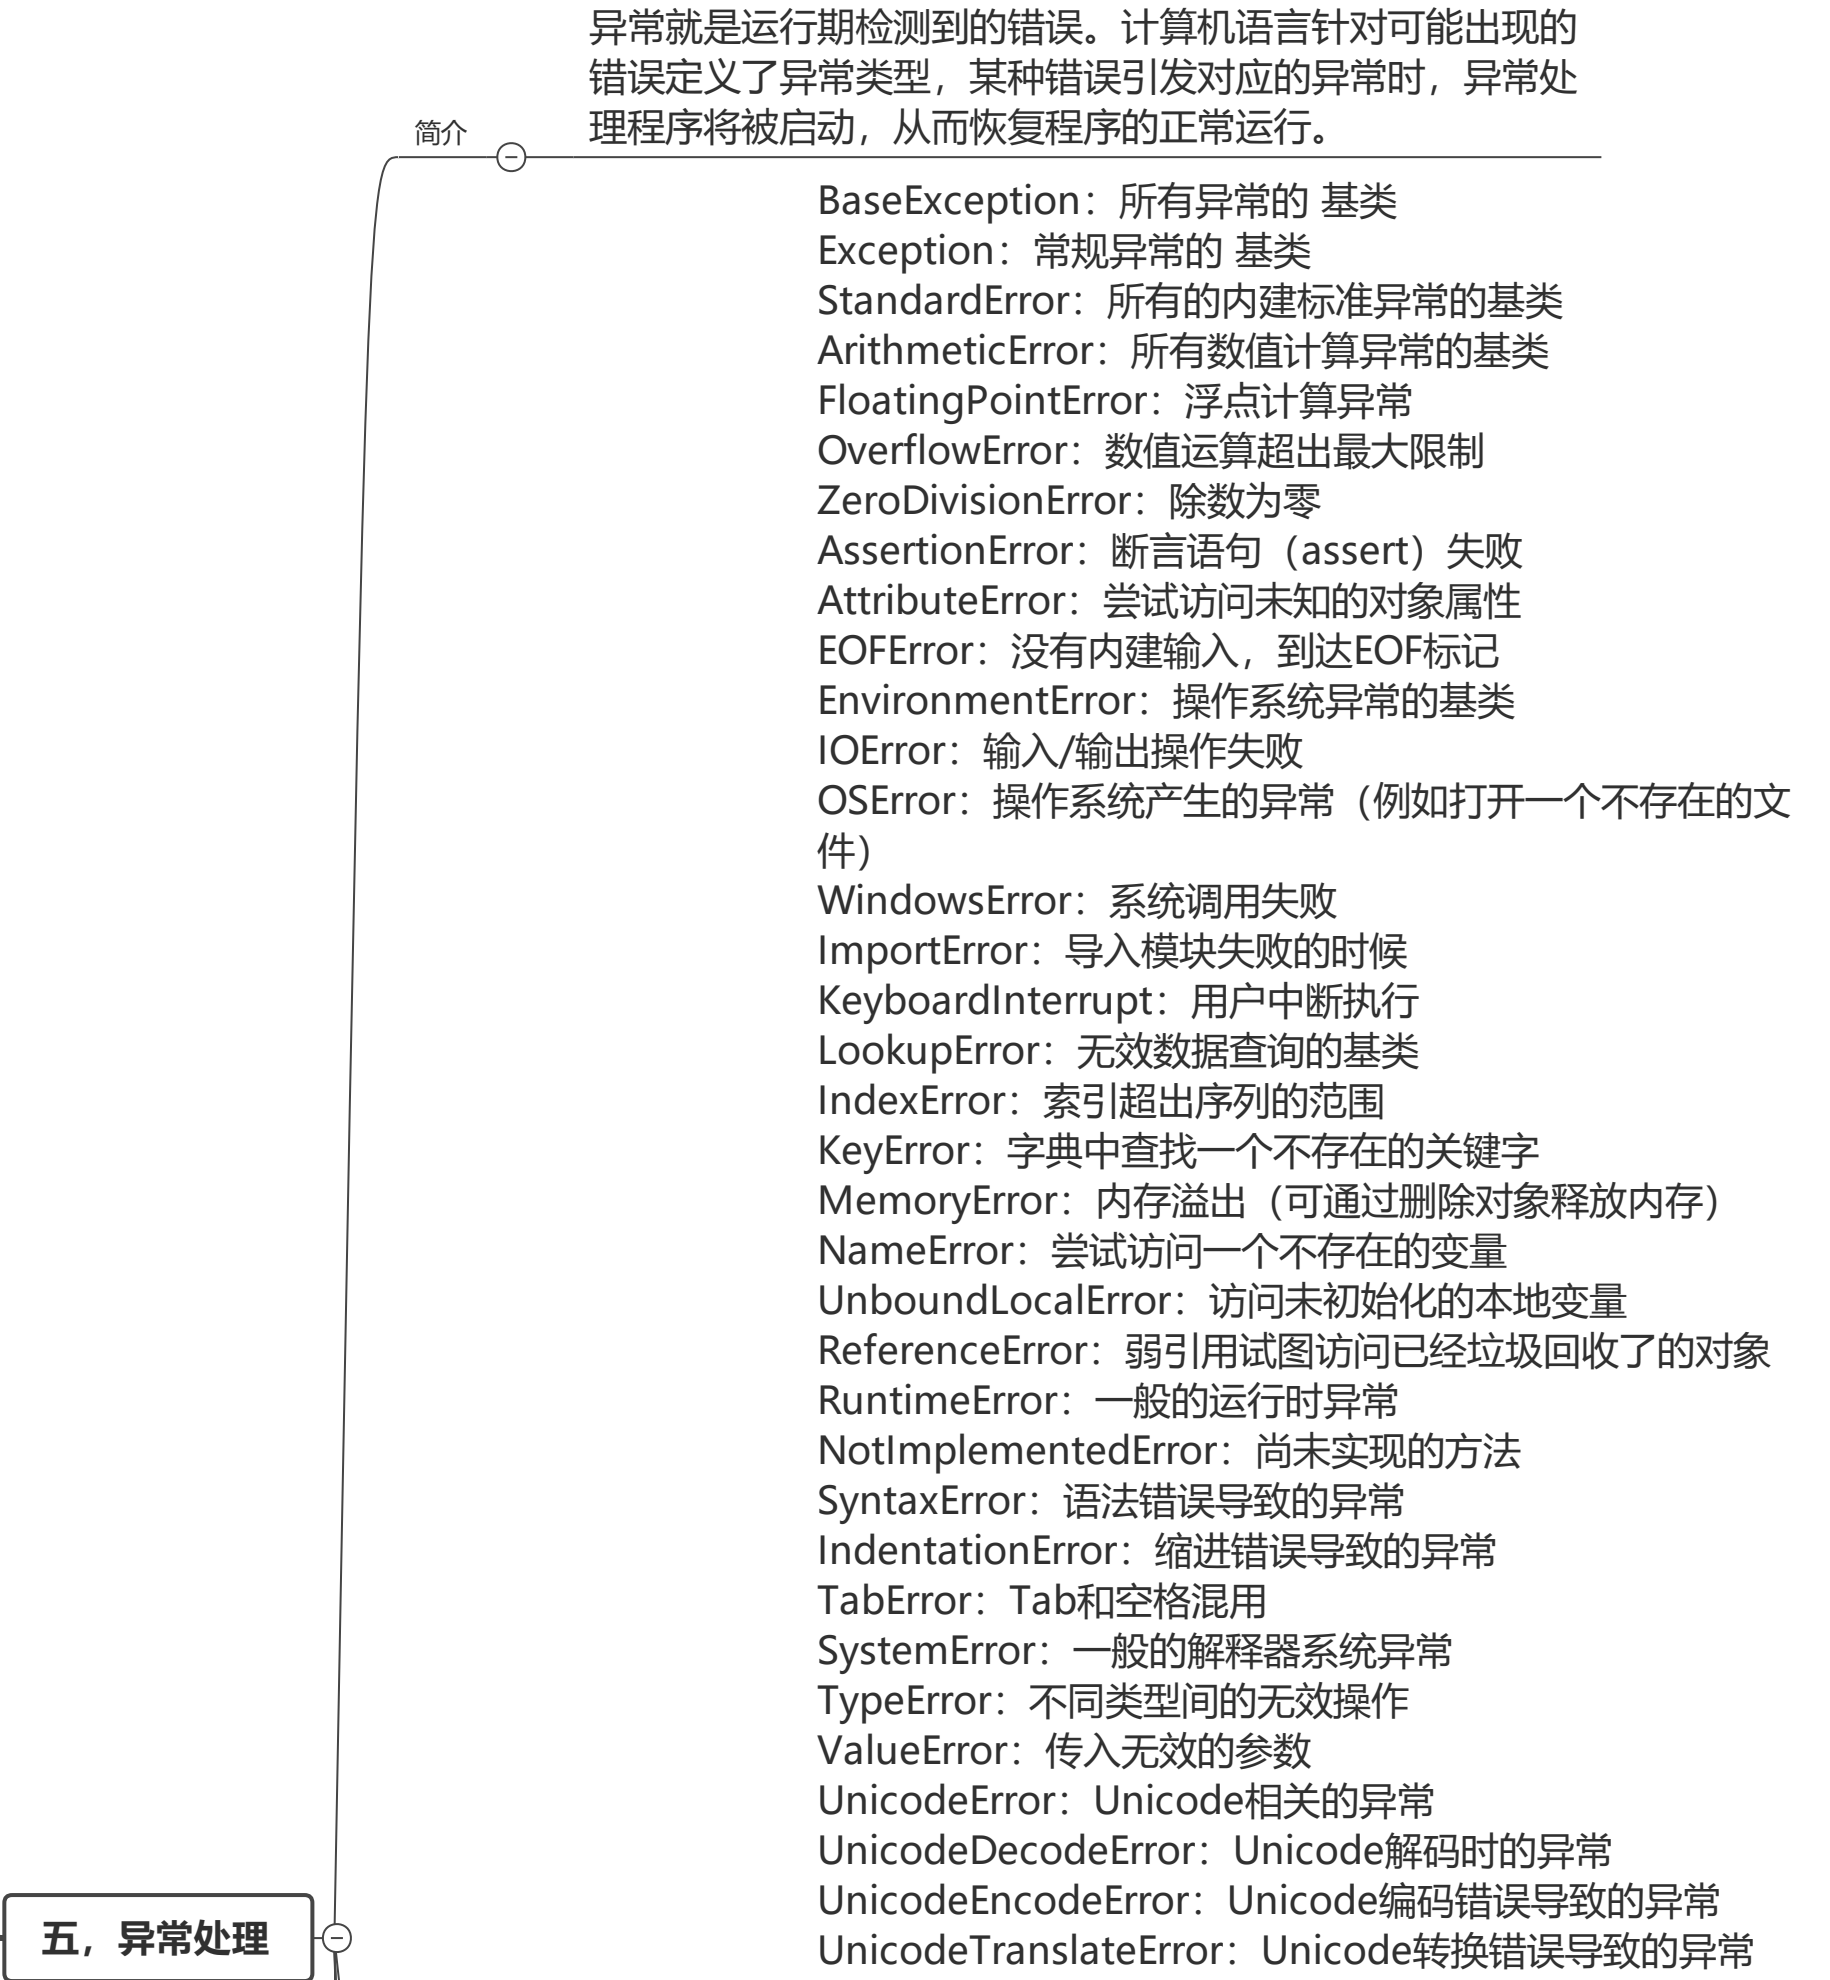 异常就是运行期检测到的错误。计算机语言针对可能出现的
错误定义了异常类型，某种错误引发对应的异常时，异常处
理程序将被启动，从而恢复程序的正常运行。
简介
BaseException：所有异常的 基类
Exception：常规异常的 基类
StandardError：所有的内建标准异常的基类
ArithmeticError：所有数值计算异常的基类
FloatingPointError：浮点计算异常
OverflowError：数值运算超出最大限制
ZeroDivisionError：除数为零
AssertionError：断言语句（assert）失败
AttributeError：尝试访问未知的对象属性
EOFError：没有内建输入，到达EOF标记
EnvironmentError：操作系统异常的基类
IOError：输入/输出操作失败
OSError：操作系统产生的异常（例如打开一个不存在的文
件）
WindowsError：系统调用失败
ImportError：导入模块失败的时候
KeyboardInterrupt：用户中断执行
LookupError：无效数据查询的基类
IndexError：索引超出序列的范围
KeyError：字典中查找一个不存在的关键字
MemoryError：内存溢出（可通过删除对象释放内存）
NameError：尝试访问一个不存在的变量
UnboundLocalError：访问未初始化的本地变量
ReferenceError：弱引用试图访问已经垃圾回收了的对象
RuntimeError：一般的运行时异常
NotImplementedError：尚未实现的方法
SyntaxError：语法错误导致的异常
IndentationError：缩进错误导致的异常
TabError：Tab和空格混用
SystemError：一般的解释器系统异常
TypeError：不同类型间的无效操作
ValueError：传入无效的参数
UnicodeError：Unicode相关的异常
UnicodeDecodeError：Unicode解码时的异常
UnicodeEncodeError：Unicode编码错误导致的异常
UnicodeTranslateError：Unicode转换错误导致的异常
五，异常处理